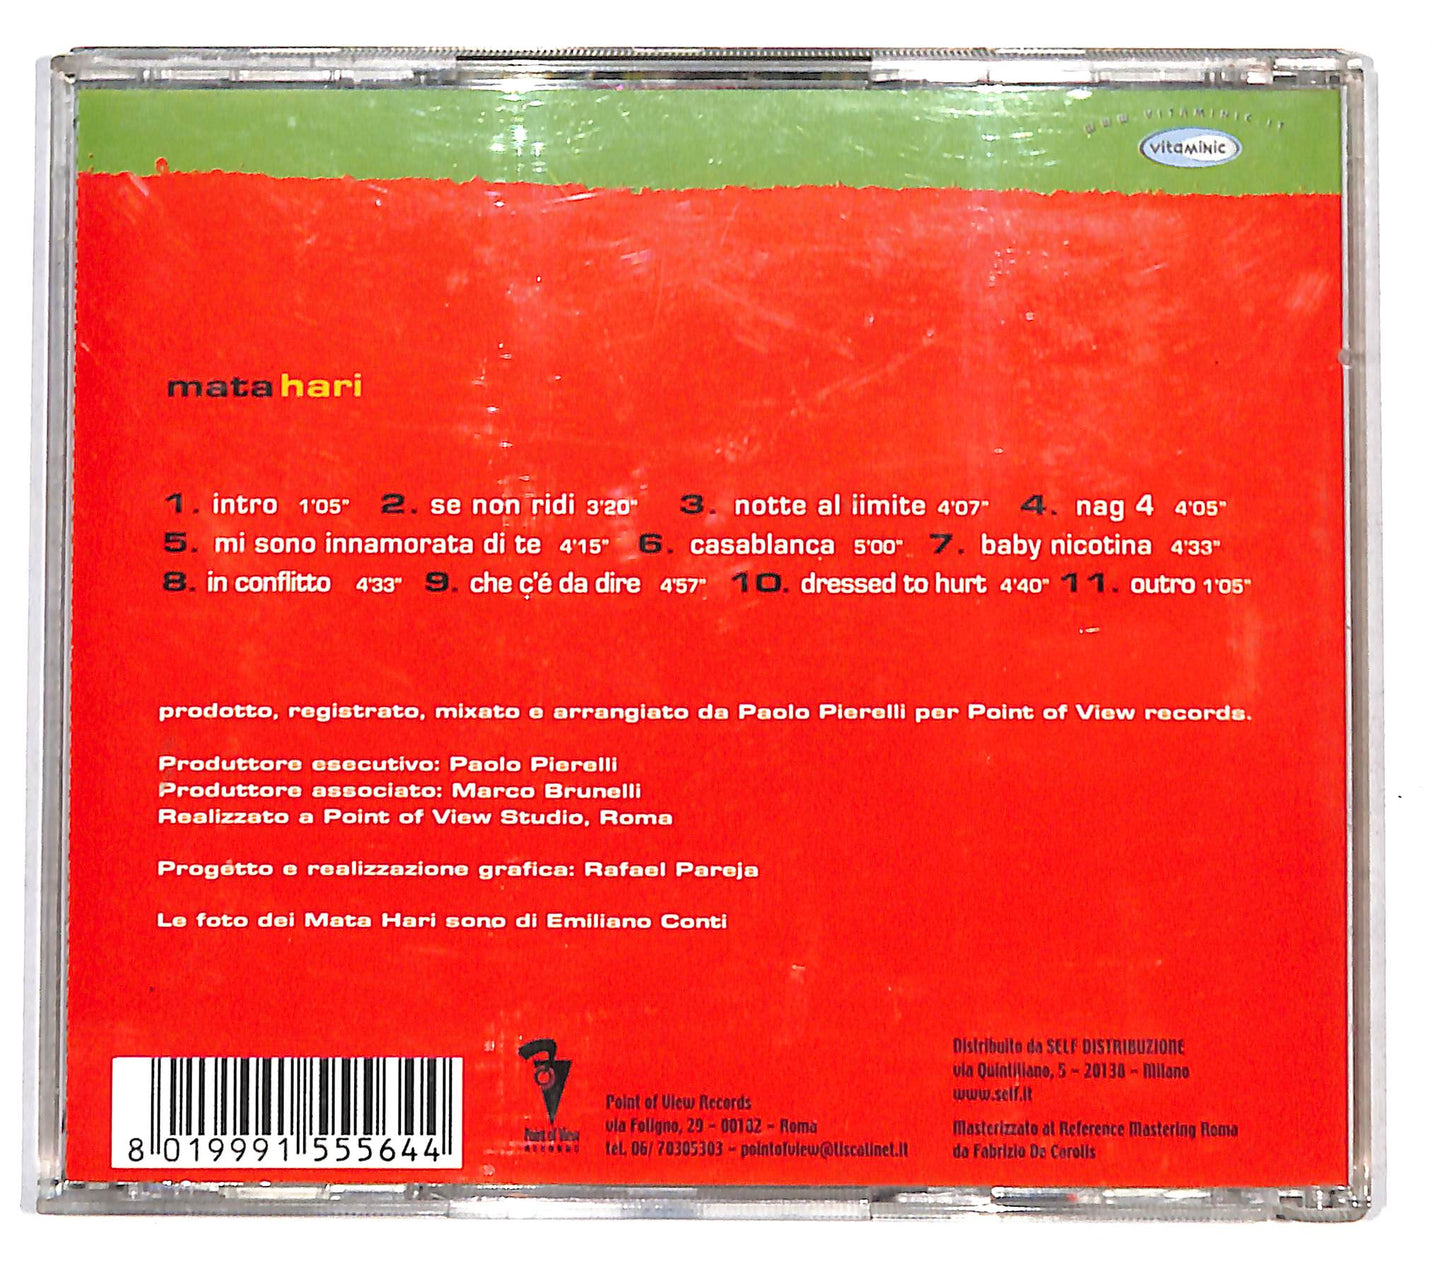 www.vitaminic.it
vitaminic
mata hari
1. intro 1'05" 2. se non ridi 3'20" 3. notte al iimite 4'07" 4. nag 4 4'05"
5. mi sono innamorata di te 4'15" 6. casablanca 5'00" 7. baby nicotina 4'33"
8. in conflitto 4'33" 9. che ç'é da dire 4'57" 10. dressed to hurt 4'40" 11. outro 1'05"
prodotto, registrato, mixato e arrangiato da Paolo Pierelli per Point of View records.
Produttore esecutivo: Paolo Pierelli
Produttore associato: Marco Brunelli
Realizzato a Point of View Studio, Roma
Progetto e realizzazione grafica: Rafael Pareja
Le foto dei Mata Hari sono di Emiliano Conti
8 019991 555644
Point of View
RECORDS
Point of View Records
via Foligno, 29 - 00182 - Roma
tel. 06/ 70305303 - pointofview@tiscalinet.it
Distribuito da SELF DISTRIBUZIONE
via Quintiliano, 5 - 20138 - Milano
www.self.it
Masterizzato al Reference Mastering Roma
da Fabrizio De Carolis